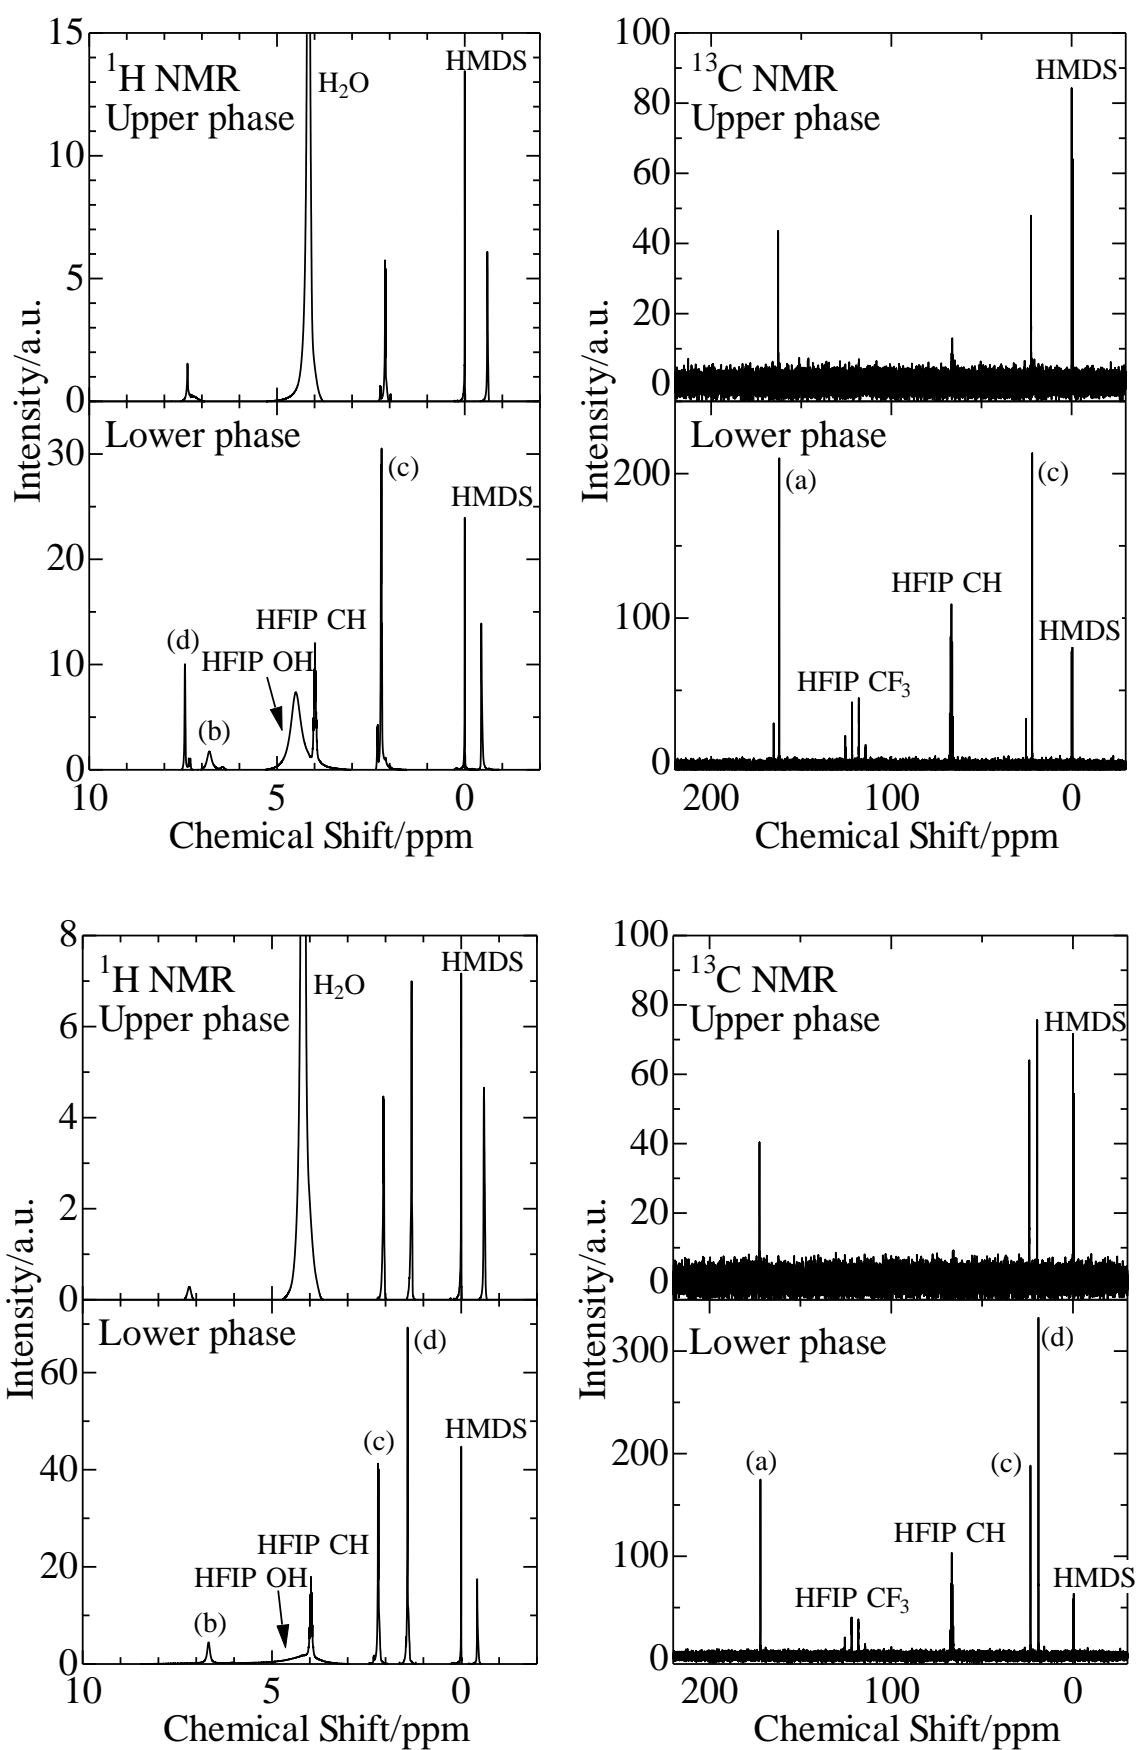 15
10
5
0
¹H NMR
Upper phase
H₂O
HMDS
Lower phase
30
20
10
0
(c)
HMDS
HFIP CH
(d)
HFIP OH
(b)
10
5
0
Chemical Shift/ppm
Intensity/a.u.
100
80
60
40
20
0
¹³C NMR
Upper phase
HMDS
Lower phase
200
100
0
(a)
(c)
HFIP CH
HMDS
HFIP CF₃
200
100
0
Chemical Shift/ppm
Intensity/a.u.
8
6
4
2
0
¹H NMR
Upper phase
H₂O
HMDS
Lower phase
60
40
20
0
(d)
(c)
HMDS
HFIP CH
HFIP OH
(b)
10
5
0
Chemical Shift/ppm
Intensity/a.u.
100
80
60
40
20
0
¹³C NMR
Upper phase
HMDS
Lower phase
300
200
100
0
(d)
(a)
(c)
HFIP CH
HMDS
HFIP CF₃
200
100
0
Chemical Shift/ppm
Intensity/a.u.